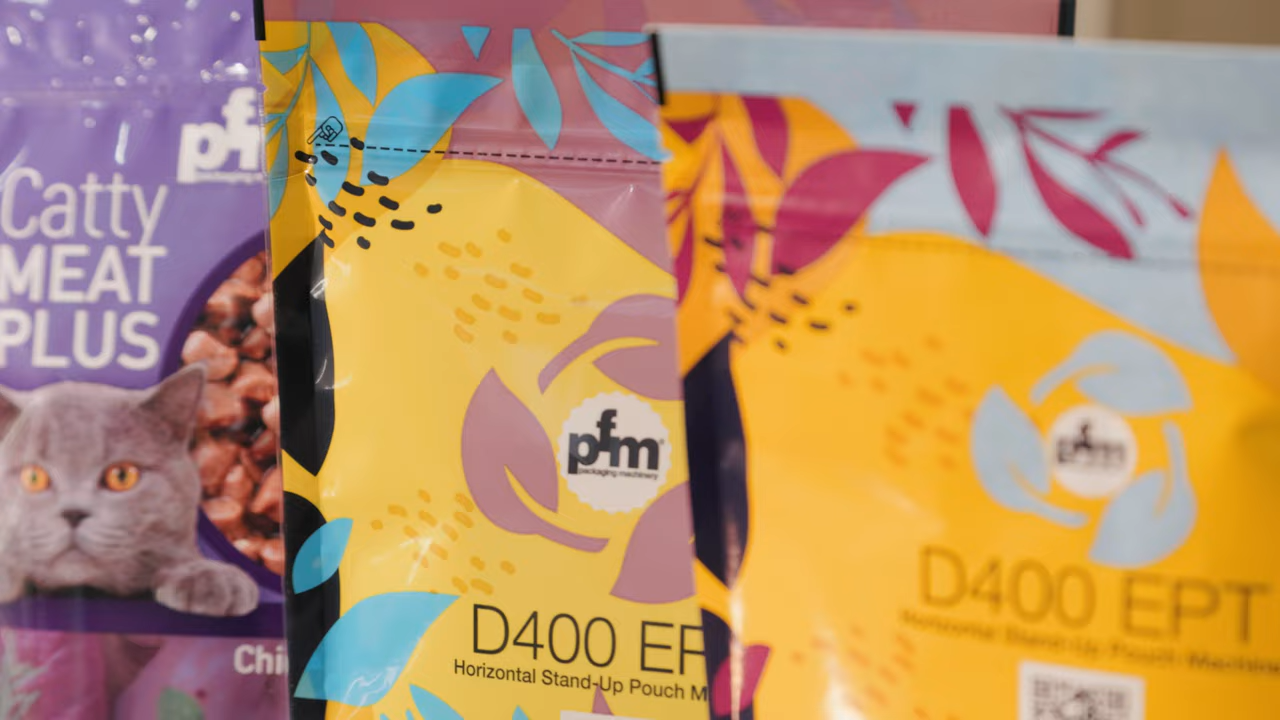 pfm
Catty
MEAT
PLUS
Chi
pfm
packaging machinery
D400 EP
Horizontal Stand-Up Pouch M
pfm
D400 EPT
Horizontal Stand-Up Pouch Machine